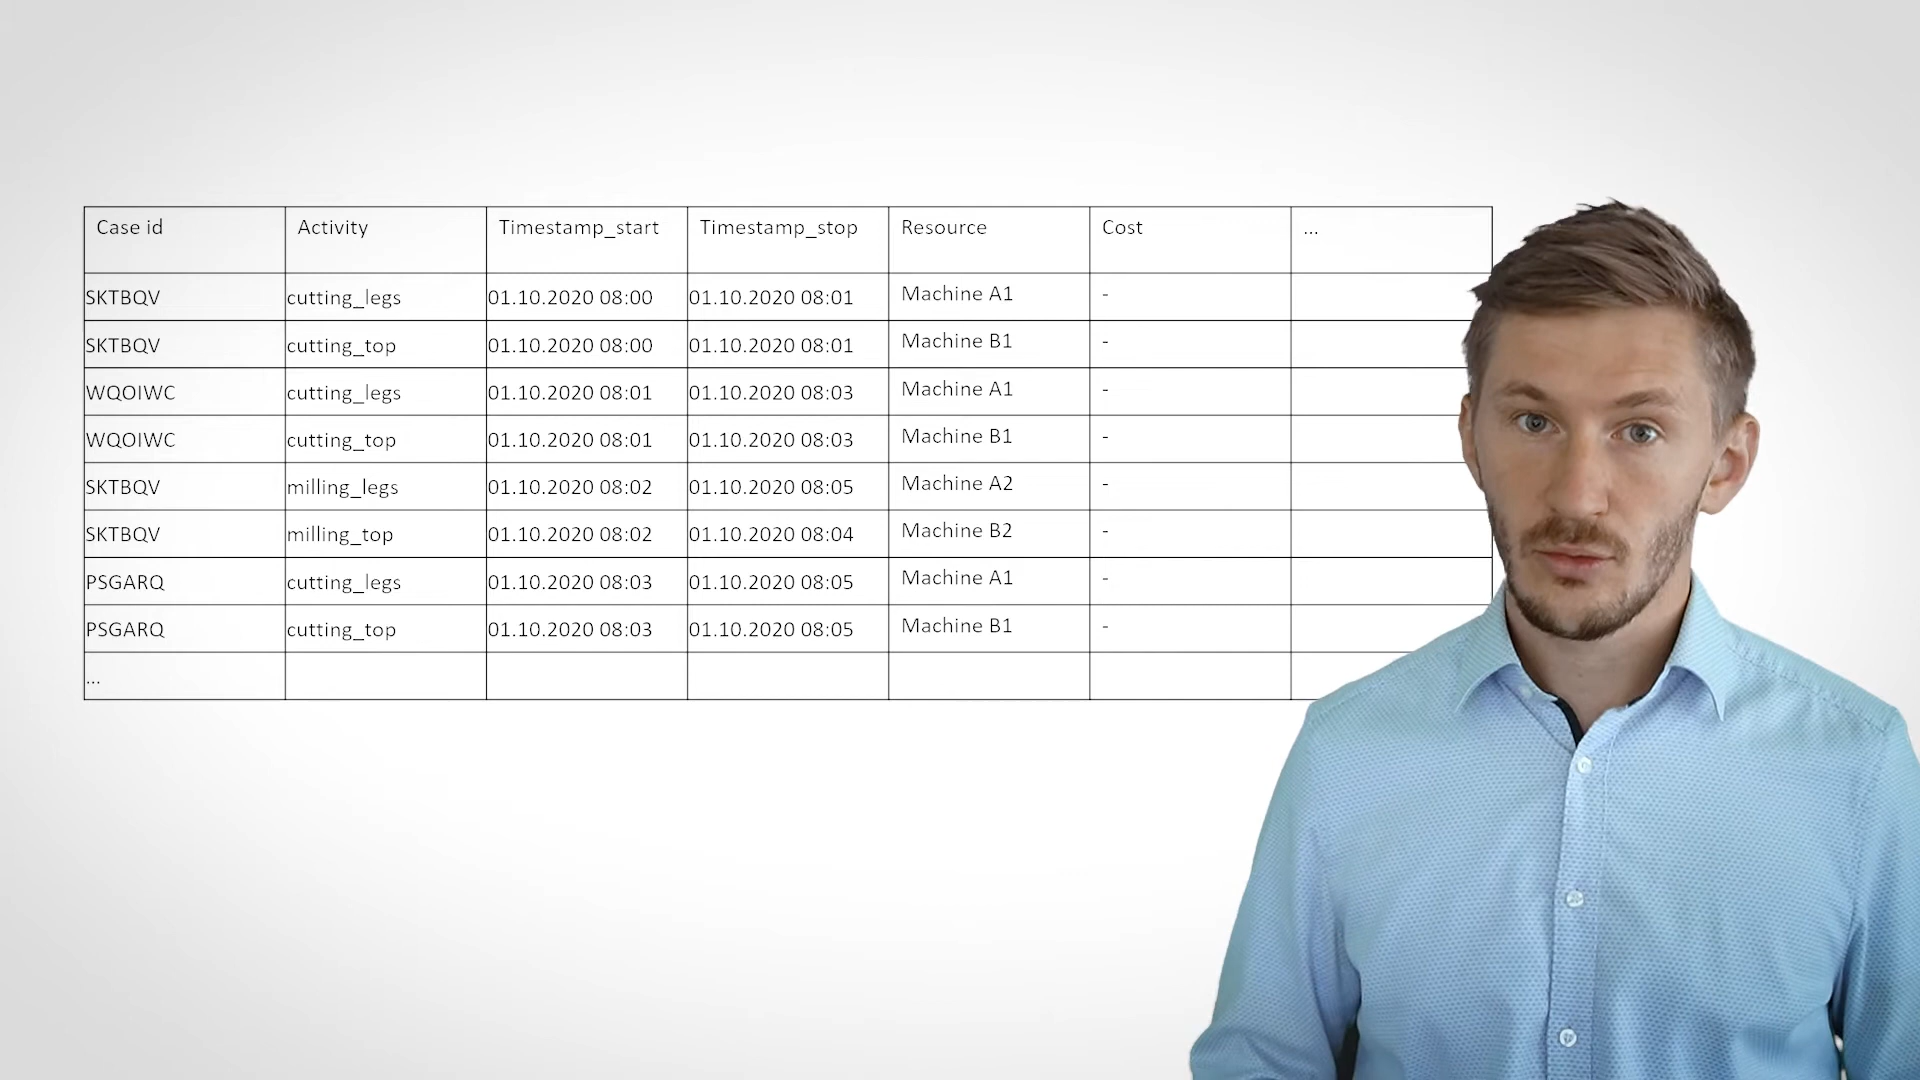 Case id Activity Timestamp_start Timestamp_stop Resource Cost ...
SKTBQV cutting_legs 01.10.2020 08:00 01.10.2020 08:01 Machine A1 -
SKTBQV cutting_top 01.10.2020 08:00 01.10.2020 08:01 Machine B1 -
WQOIWC cutting_legs 01.10.2020 08:01 01.10.2020 08:03 Machine A1 -
WQOIWC cutting_top 01.10.2020 08:01 01.10.2020 08:03 Machine B1 -
SKTBQV milling_legs 01.10.2020 08:02 01.10.2020 08:05 Machine A2 -
SKTBQV milling_top 01.10.2020 08:02 01.10.2020 08:04 Machine B2 -
PSGARQ cutting_legs 01.10.2020 08:03 01.10.2020 08:05 Machine A1 -
PSGARQ cutting_top 01.10.2020 08:03 01.10.2020 08:05 Machine B1 -
...